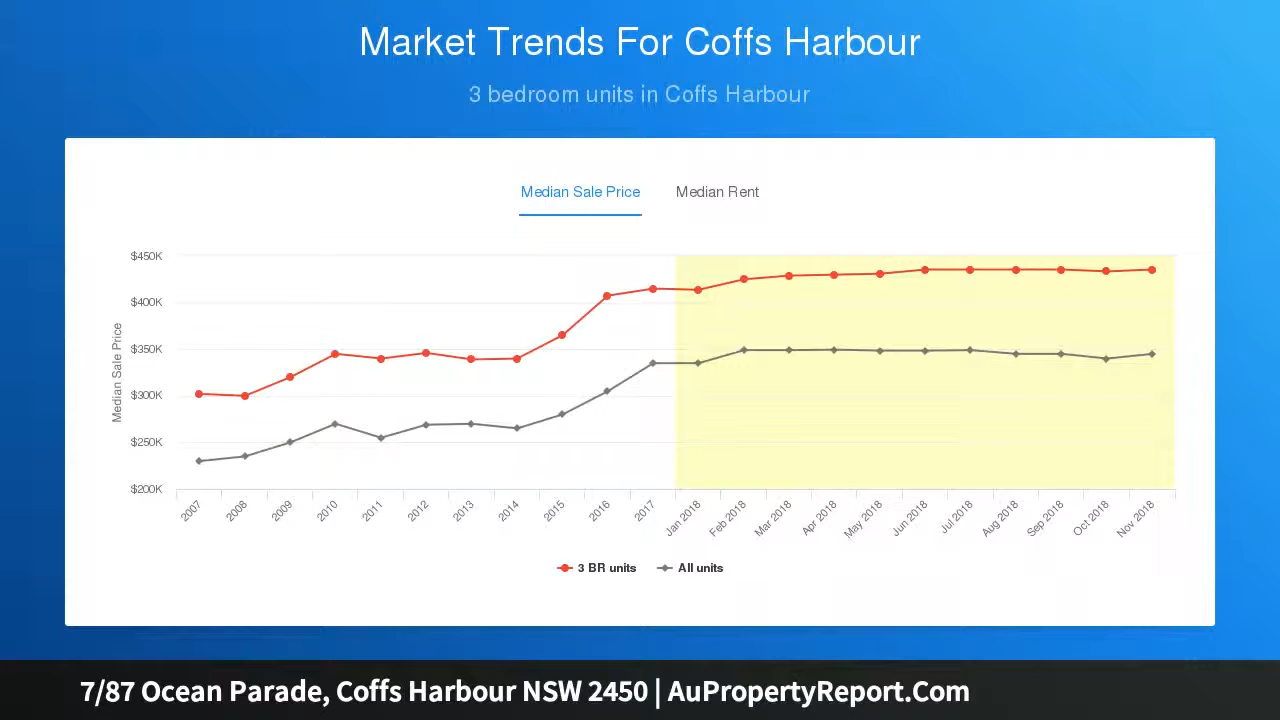 Market Trends For Coffs Harbour
3 bedroom units in Coffs Harbour
Median Sale Price
Median Rent
Median Sale Price
$450K
$400K
$350K
$300K
$250K
$200K
2007
2008
2009
2010
2011
2012
2013
2014
2015
2016
2017
Jan 2018
Feb 2018
Mar 2018
Apr 2018
May 2018
Jun 2018
Jul 2018
Aug 2018
Sep 2018
Oct 2018
Nov 2018
3 BR units
All units
7/87 Ocean Parade, Coffs Harbour NSW 2450 | AuPropertyReport.Com